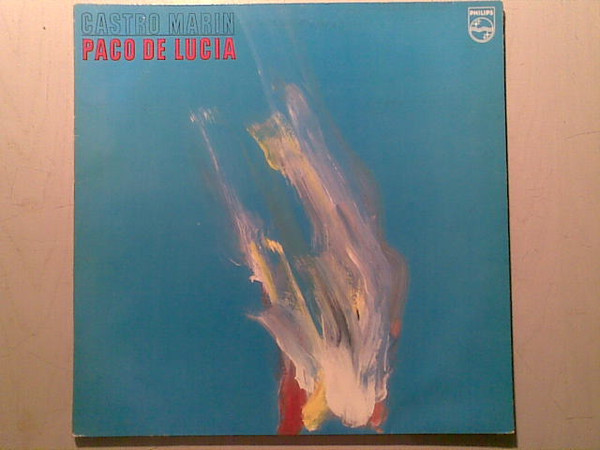 CASTRO MARIN
PACO DE LUCIA
PHILIPS